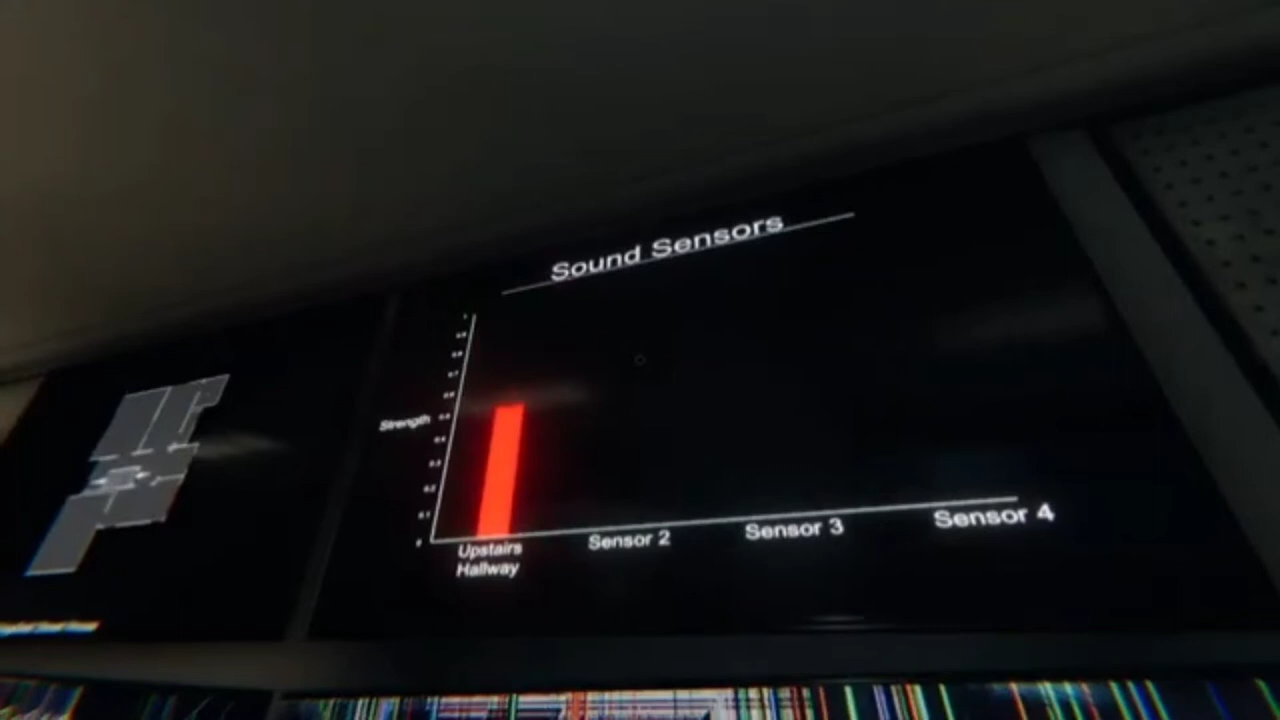 Sound Sensors
Strength
Upstairs
Hallway
Sensor 2
Sensor 3
Sensor 4